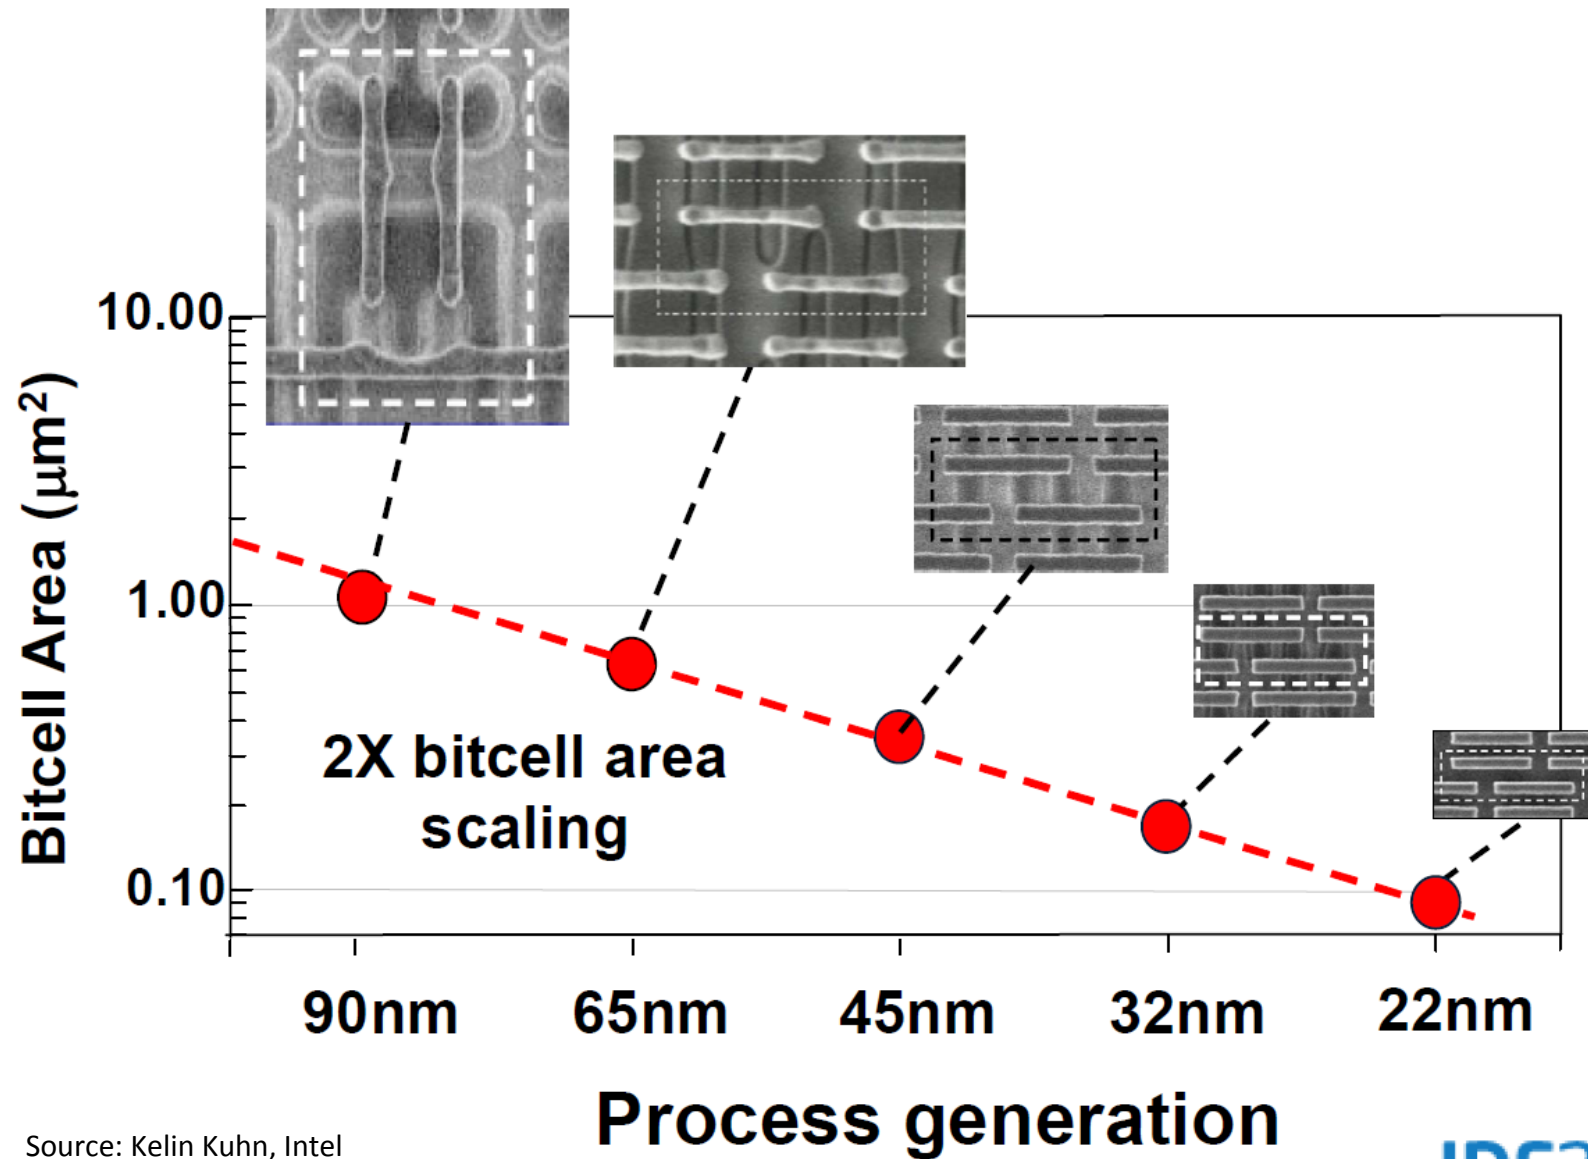 10.00
1.00
0.10
Bitcell Area (μm²)
2X bitcell area
scaling
90nm 65nm 45nm 32nm 22nm
Process generation
Source: Kelin Kuhn, Intel